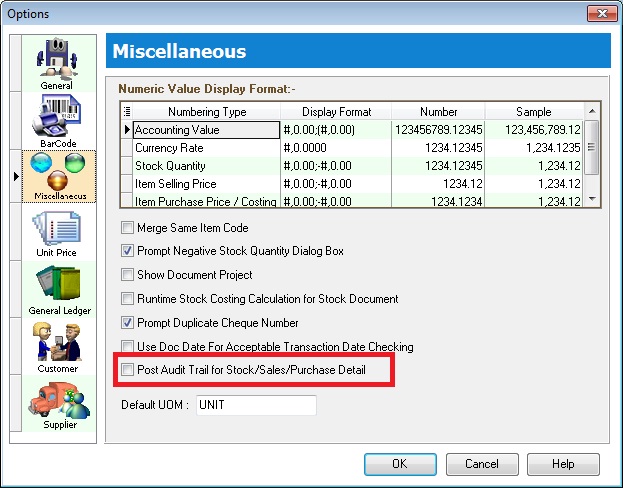 Options
General
BarCode
Miscellaneous
Unit Price
General Ledger
Customer
Supplier
Miscellaneous
Numeric Value Display Format:-
Numbering Type Display Format Number Sample
Accounting Value #,0.00;(#,0.00) 123456789.12345 123,456,789.12
Currency Rate #,0.0000 1234.12345 1,234.1235
Stock Quantity #,0.00;-#,0.00 1234.12345 1,234.12
Item Selling Price #,0.00;-#,0.00 1234.12 1,234.12
Item Purchase Price / Costing #,0.00;-#,0.00 1234.1234 1,234.12
Merge Same Item Code
Prompt Negative Stock Quantity Dialog Box
Show Document Project
Runtime Stock Costing Calculation for Stock Document
Prompt Duplicate Cheque Number
Use Doc Date For Acceptable Transaction Date Checking
Post Audit Trail for Stock/Sales/Purchase Detail
Default UOM : UNIT
OK Cancel Help